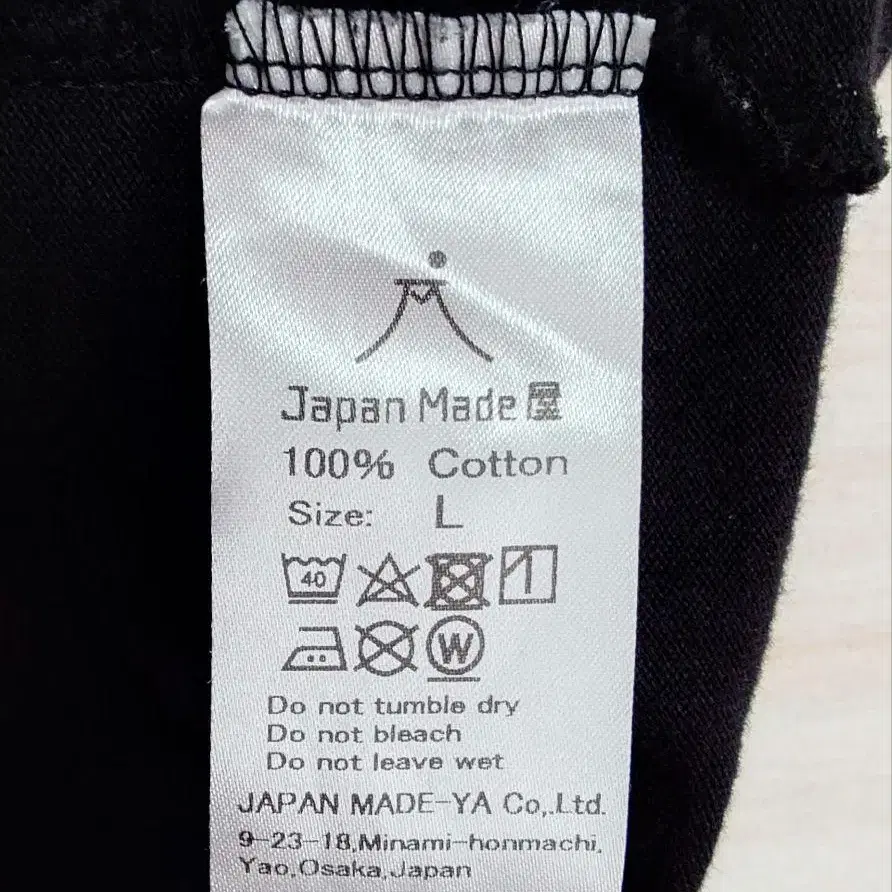 Japan Made屋
100% Cotton
Size: L
40
W
Do not tumble dry
Do not bleach
Do not leave wet
JAPAN MADE-YA Co,.Ltd.
9-23-18,Minami-honmachi,
Yao,Osaka,Japan